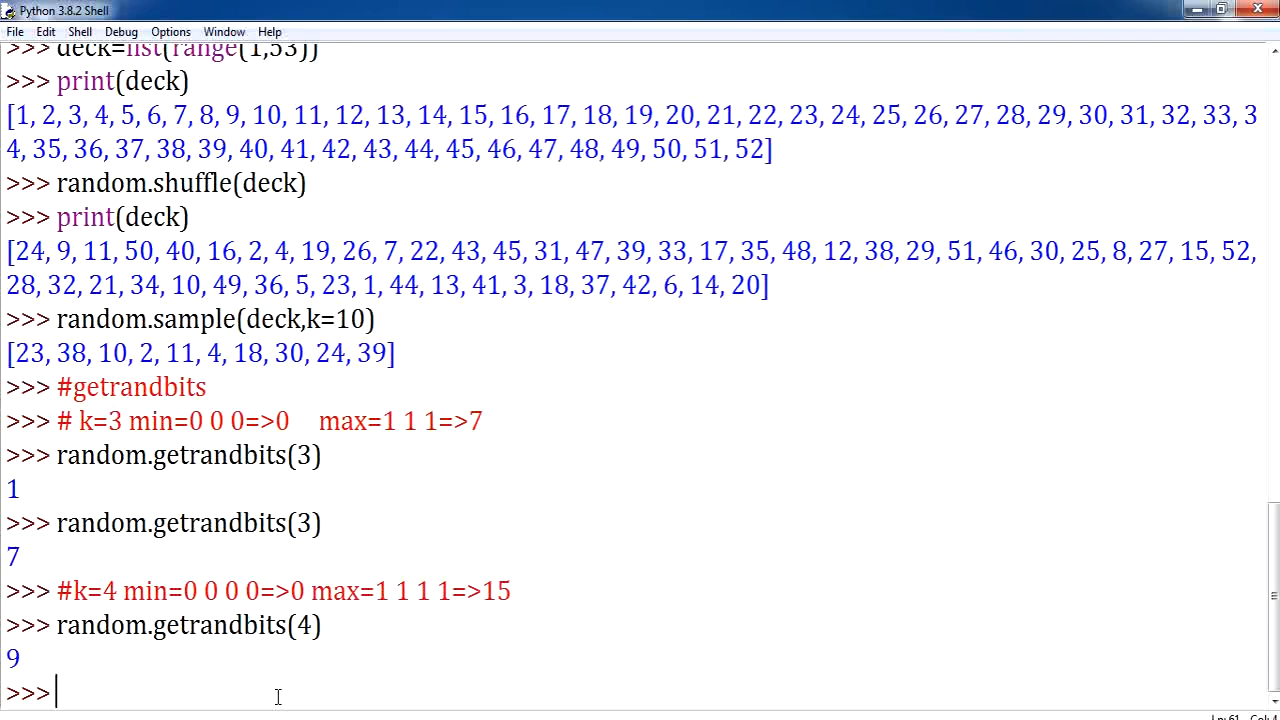 Python 3.8.2 Shell
File Edit Shell Debug Options Window Help
>>> deck=list(range(1,53))
>>> print(deck)
[1, 2, 3, 4, 5, 6, 7, 8, 9, 10, 11, 12, 13, 14, 15, 16, 17, 18, 19, 20, 21, 22, 23, 24, 25, 26, 27, 28, 29, 30, 31, 32, 33, 3
4, 35, 36, 37, 38, 39, 40, 41, 42, 43, 44, 45, 46, 47, 48, 49, 50, 51, 52]
>>> random.shuffle(deck)
>>> print(deck)
[24, 9, 11, 50, 40, 16, 2, 4, 19, 26, 7, 22, 43, 45, 31, 47, 39, 33, 17, 35, 48, 12, 38, 29, 51, 46, 30, 25, 8, 27, 15, 52,
28, 32, 21, 34, 10, 49, 36, 5, 23, 1, 44, 13, 41, 3, 18, 37, 42, 6, 14, 20]
>>> random.sample(deck,k=10)
[23, 38, 10, 2, 11, 4, 18, 30, 24, 39]
>>> #getrandbits
>>> # k=3 min=0 0 0=>0    max=1 1 1=>7
>>> random.getrandbits(3)
1
>>> random.getrandbits(3)
7
>>> #k=4 min=0 0 0 0=>0 max=1 1 1 1=>15
>>> random.getrandbits(4)
9
>>>
Ln: 61 Col: 4